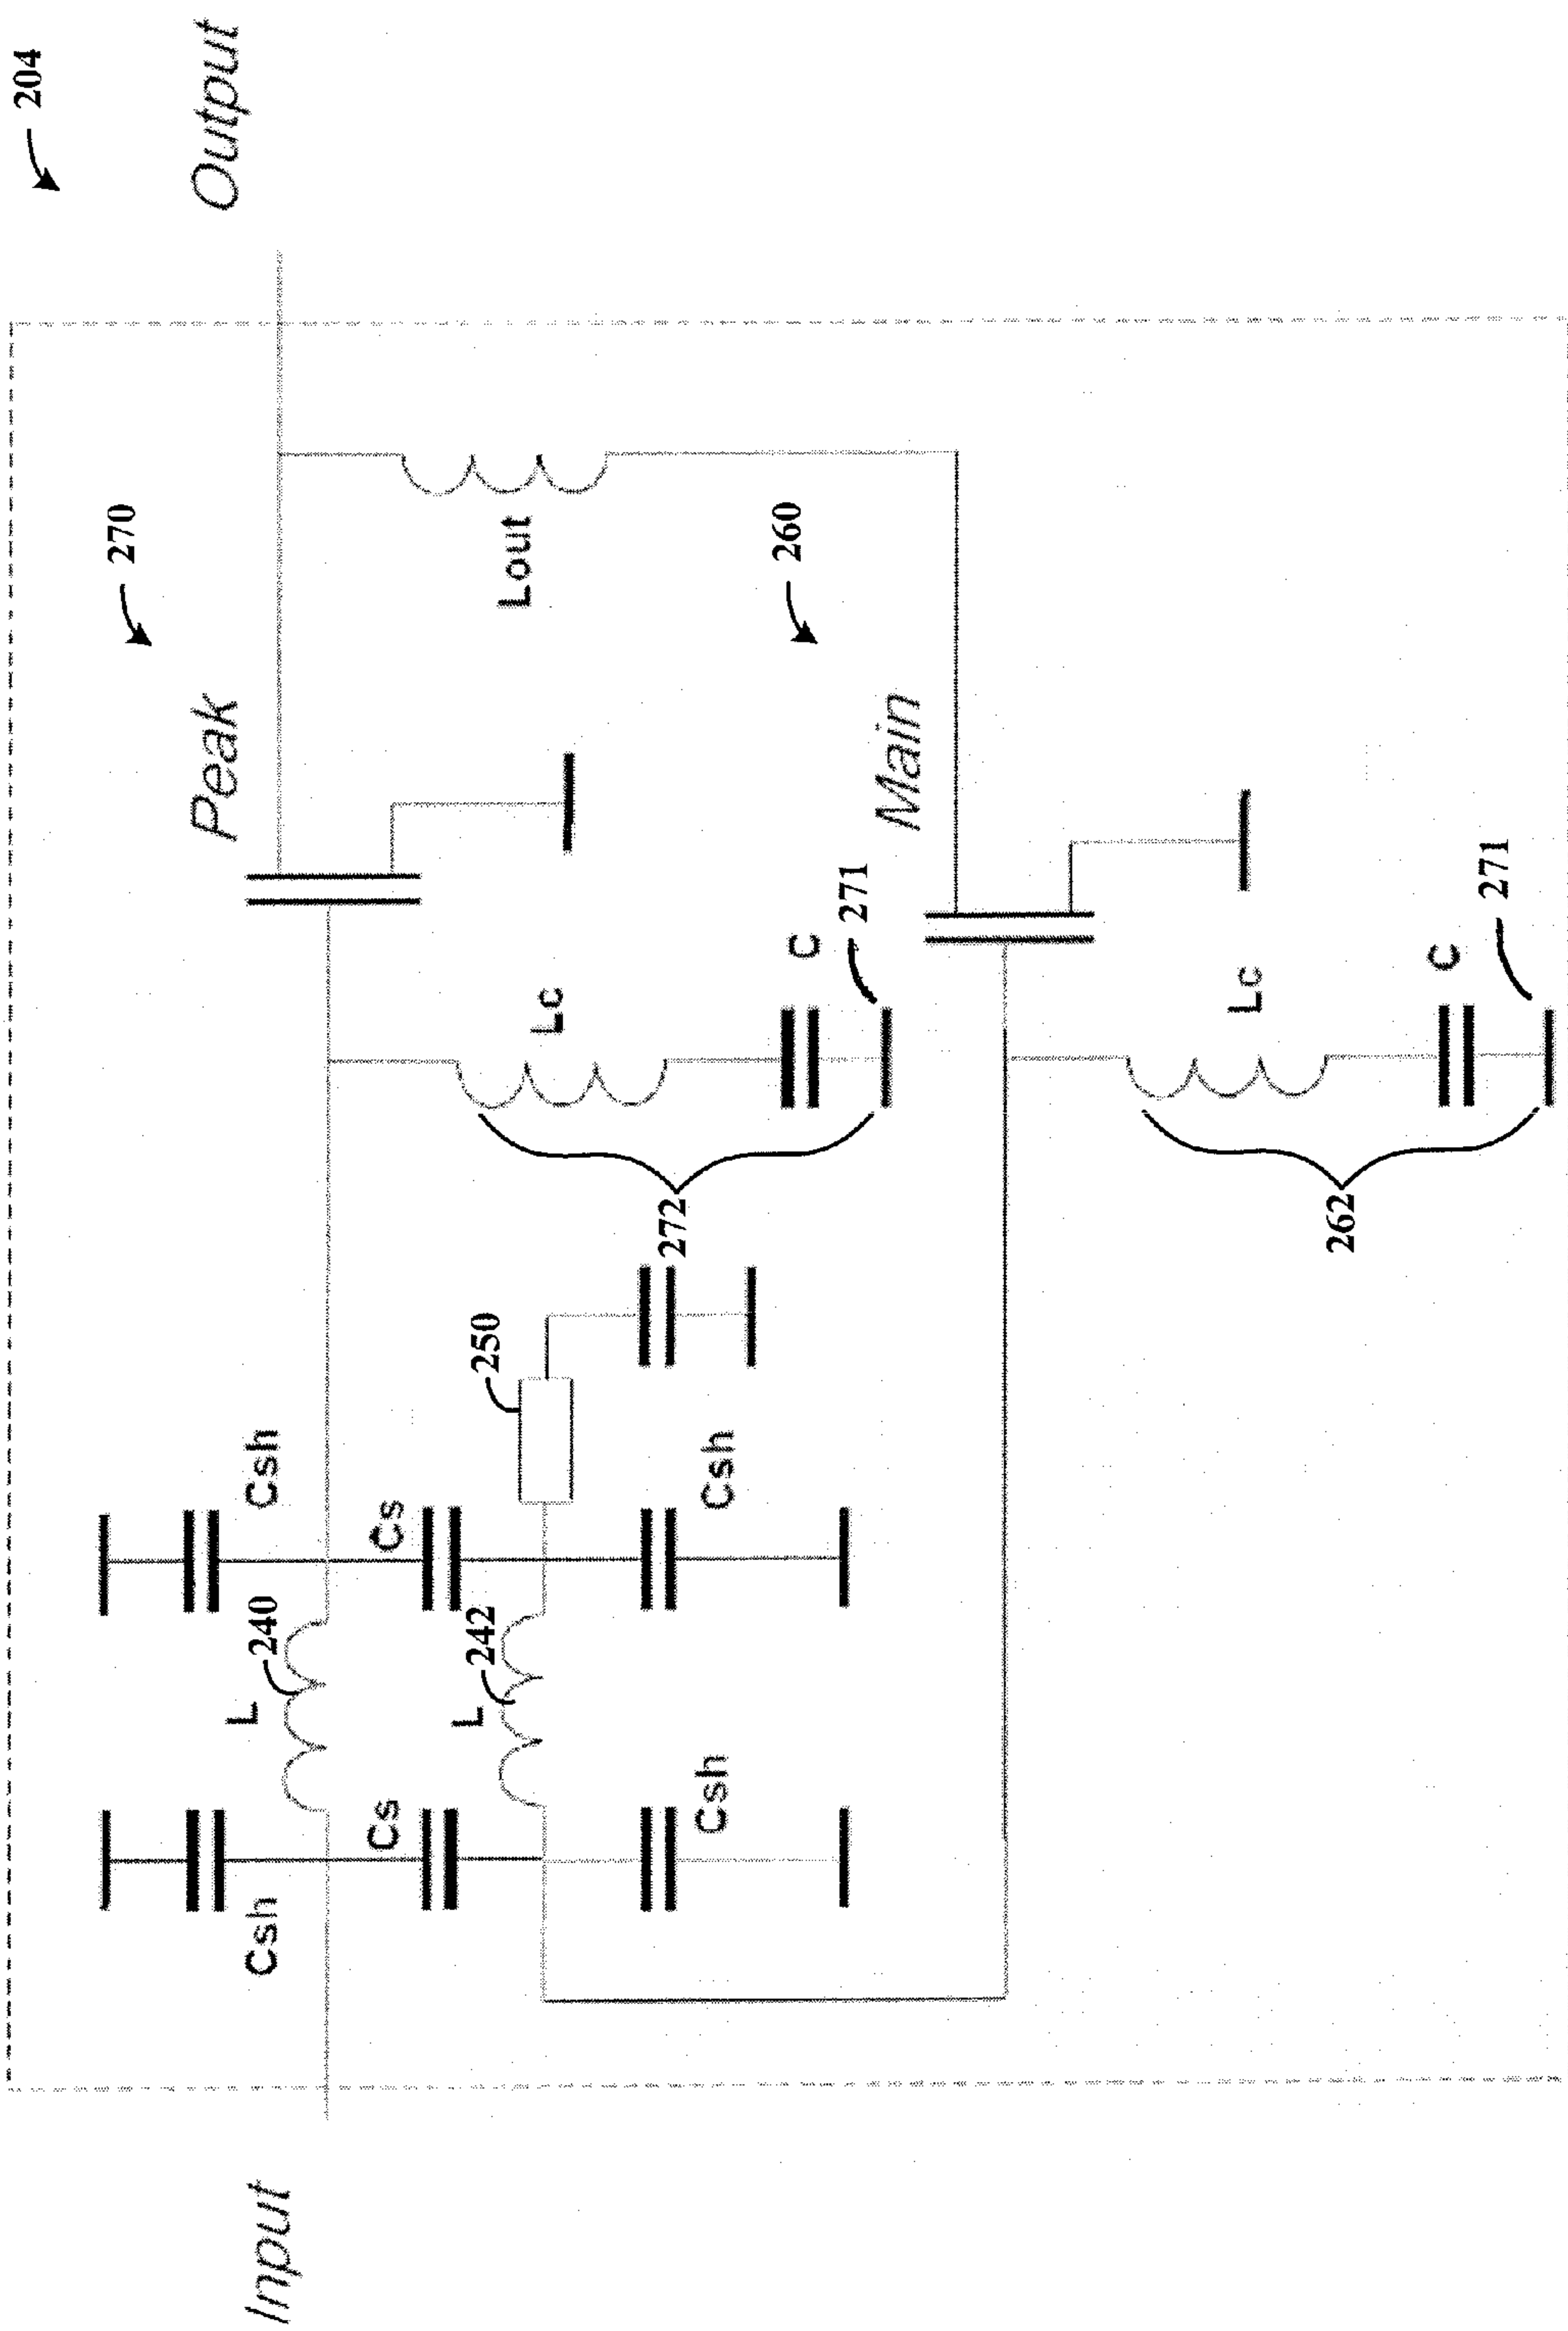 204
Output
270
Peak
Lout
260
Main
Lc
C
271
Lc
C
271
272
262
250
Csh
Cs
Csh
L
240
L
242
Csh
Cs
Csh
Input